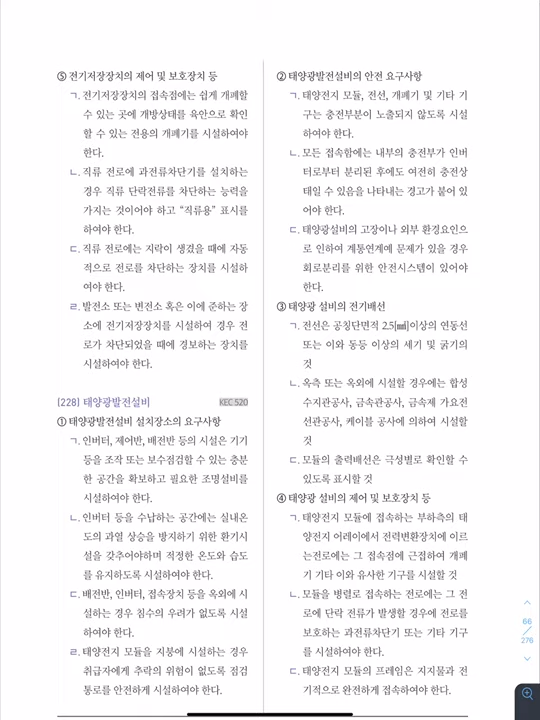 ⑤ 전기저장장치의 제어 및 보호장치 등
ㄱ. 전기저장장치의 접속점에는 쉽게 개폐할
수 있는 곳에 개방상태를 육안으로 확인
할 수 있는 전용의 개폐기를 시설하여야
한다.
ㄴ. 직류 전로에 과전류차단기를 설치하는
경우 직류 단락전류를 차단하는 능력을
가지는 것이어야 하고 “직류용” 표시를
하여야 한다.
ㄷ. 직류 전로에는 지락이 생겼을 때에 자동
적으로 전로를 차단하는 장치를 시설하
여야 한다.
ㄹ. 발전소 또는 변전소 혹은 이에 준하는 장
소에 전기저장장치를 시설하여 경우 전
로가 차단되었을 때에 경보하는 장치를
시설하여야 한다.
[228] 태양광발전설비 KEC 520
① 태양광발전설비 설치장소의 요구사항
ㄱ. 인버터, 제어반, 배전반 등의 시설은 기기
등을 조작 또는 보수점검할 수 있는 충분
한 공간을 확보하고 필요한 조명설비를
시설하여야 한다.
ㄴ. 인버터 등을 수납하는 공간에는 실내온
도의 과열 상승을 방지하기 위한 환기시
설을 갖추어야하며 적정한 온도와 습도
를 유지하도록 시설하여야 한다.
ㄷ. 배전반, 인버터, 접속장치 등을 옥외에 시
설하는 경우 침수의 우려가 없도록 시설
하여야 한다.
ㄹ. 태양전지 모듈을 지붕에 시설하는 경우
취급자에게 추락의 위험이 없도록 점검
통로를 안전하게 시설하여야 한다.
② 태양광발전설비의 안전 요구사항
ㄱ. 태양전지 모듈, 전선, 개폐기 및 기타 기
구는 충전부분이 노출되지 않도록 시설
하여야 한다.
ㄴ. 모든 접속함에는 내부의 충전부가 인버
터로부터 분리된 후에도 여전히 충전상
태일 수 있음을 나타내는 경고가 붙어 있
어야 한다.
ㄷ. 태양광설비의 고장이나 외부 환경요인으
로 인하여 계통연계에 문제가 있을 경우
회로분리를 위한 안전시스템이 있어야
한다.
③ 태양광 설비의 전기배선
ㄱ. 전선은 공칭단면적 2.5[㎟]이상의 연동선
또는 이와 동등 이상의 세기 및 굵기의
것
ㄴ. 옥측 또는 옥외에 시설할 경우에는 합성
수지관공사, 금속관공사, 금속제 가요전
선관공사, 케이블 공사에 의하여 시설할
것
ㄷ. 모듈의 출력배선은 극성별로 확인할 수
있도록 표시할 것
④ 태양광 설비의 제어 및 보호장치 등
ㄱ. 태양전지 모듈에 접속하는 부하측의 태
양전지 어레이에서 전력변환장치에 이르
는전로에는 그 접속점에 근접하여 개폐
기 기타 이와 유사한 기구를 시설할 것
ㄴ. 모듈을 병렬로 접속하는 전로에는 그 전
로에 단락 전류가 발생할 경우에 전로를
보호하는 과전류차단기 또는 기타 기구
를 시설하여야 한다.
ㄷ. 태양전지 모듈의 프레임은 지지물과 전
기적으로 완전하게 접속하여야 한다.
66
276